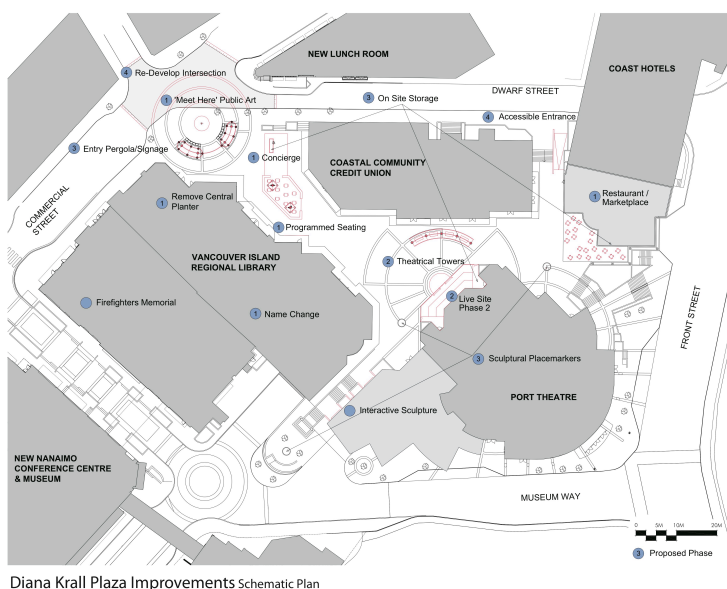 NEW LUNCH ROOM
COAST HOTELS
4 Re-Develop Intersection
DWARF STREET
1 'Meet Here' Public Art
3 On Site Storage
4 Accessible Entrance
3 Entry Pergola/Signage
1 Concierge
COASTAL COMMUNITY
CREDIT UNION
1 Restaurant /
Marketplace
1 Remove Central
Planter
COMMERCIAL
STREET
1 Programmed Seating
VANCOUVER ISLAND
REGIONAL LIBRARY
2 Theatrical Towers
Firefighters Memorial
1 Name Change
2 Live Site
Phase 2
FRONT STREET
3 Sculptural Placemarkers
PORT THEATRE
Interactive Sculpture
NEW NANAIMO
CONFERENCE CENTRE
& MUSEUM
MUSEUM WAY
0 5M 10M 20M
3 Proposed Phase
Diana Krall Plaza Improvements Schematic Plan